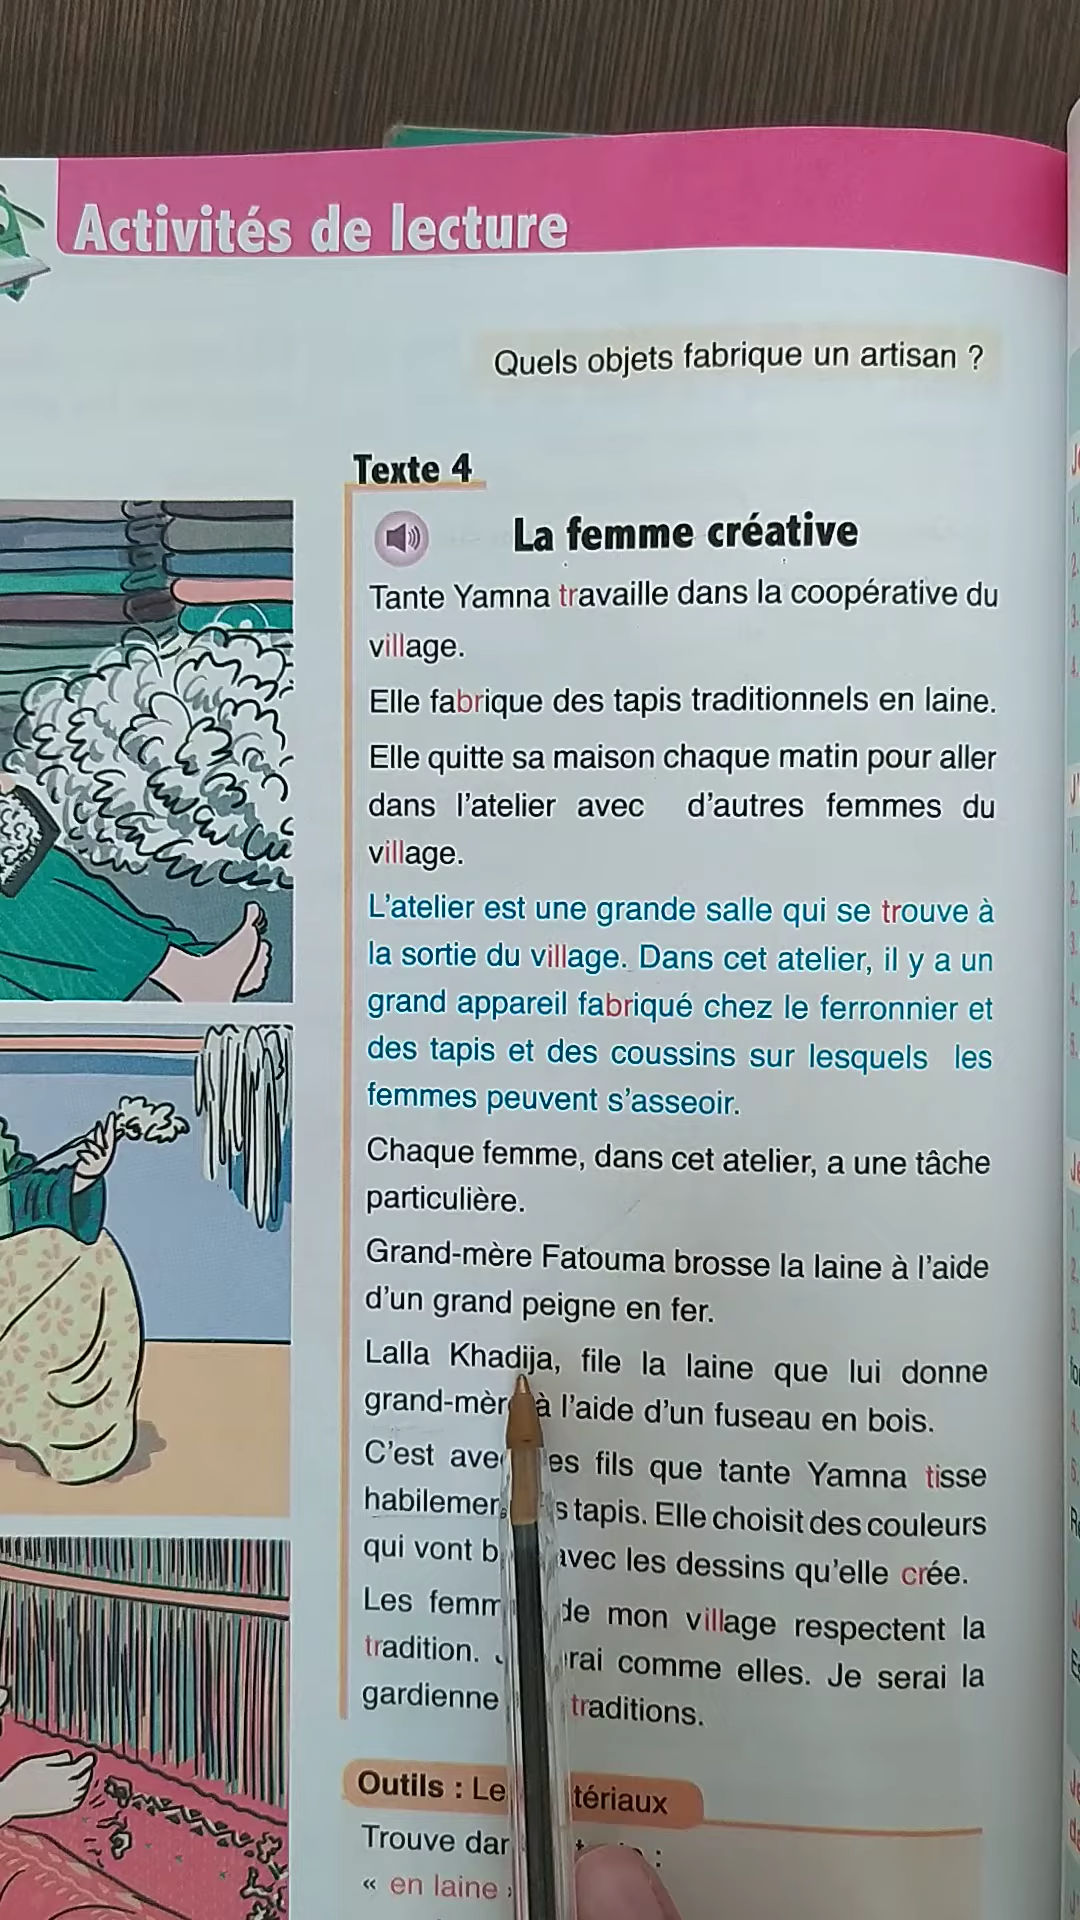 Activités de lecture
Quels objets fabrique un artisan ?
Texte 4
La femme créative
Tante Yamna travaille dans la coopérative du
village.
Elle fabrique des tapis traditionnels en laine.
Elle quitte sa maison chaque matin pour aller
dans l'atelier avec d'autres femmes du
village.
L'atelier est une grande salle qui se trouve à
la sortie du village. Dans cet atelier, il y a un
grand appareil fabriqué chez le ferronnier et
des tapis et des coussins sur lesquels les
femmes peuvent s'asseoir.
Chaque femme, dans cet atelier, a une tâche
particulière.
Grand-mère Fatouma brosse la laine à l'aide
d'un grand peigne en fer.
Lalla Khadija, file la laine que lui donne
à l'aide d'un fuseau en bois.
C'est fils que tante Yamna tisse
tapis. Elle choisit des couleurs
qui vont avec les dessins qu'elle crée.
Les de mon village respectent la
tradition. comme elles. Je serai la
gardienne traditions.
Outils :
Trouve
« en laine